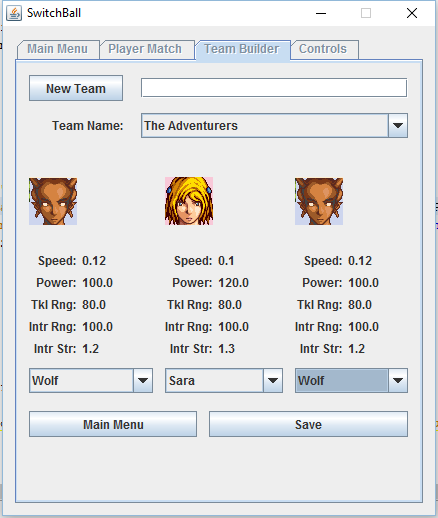 SwitchBall
Main Menu Player Match Team Builder Controls
New Team
Team Name: The Adventurers
Speed: 0.12 Speed: 0.1 Speed: 0.12
Power: 100.0 Power: 120.0 Power: 100.0
Tkl Rng: 80.0 Tkl Rng: 80.0 Tkl Rng: 80.0
Intr Rng: 100.0 Intr Rng: 100.0 Intr Rng: 100.0
Intr Str: 1.2 Intr Str: 1.3 Intr Str: 1.2
Wolf Sara Wolf
Main Menu Save